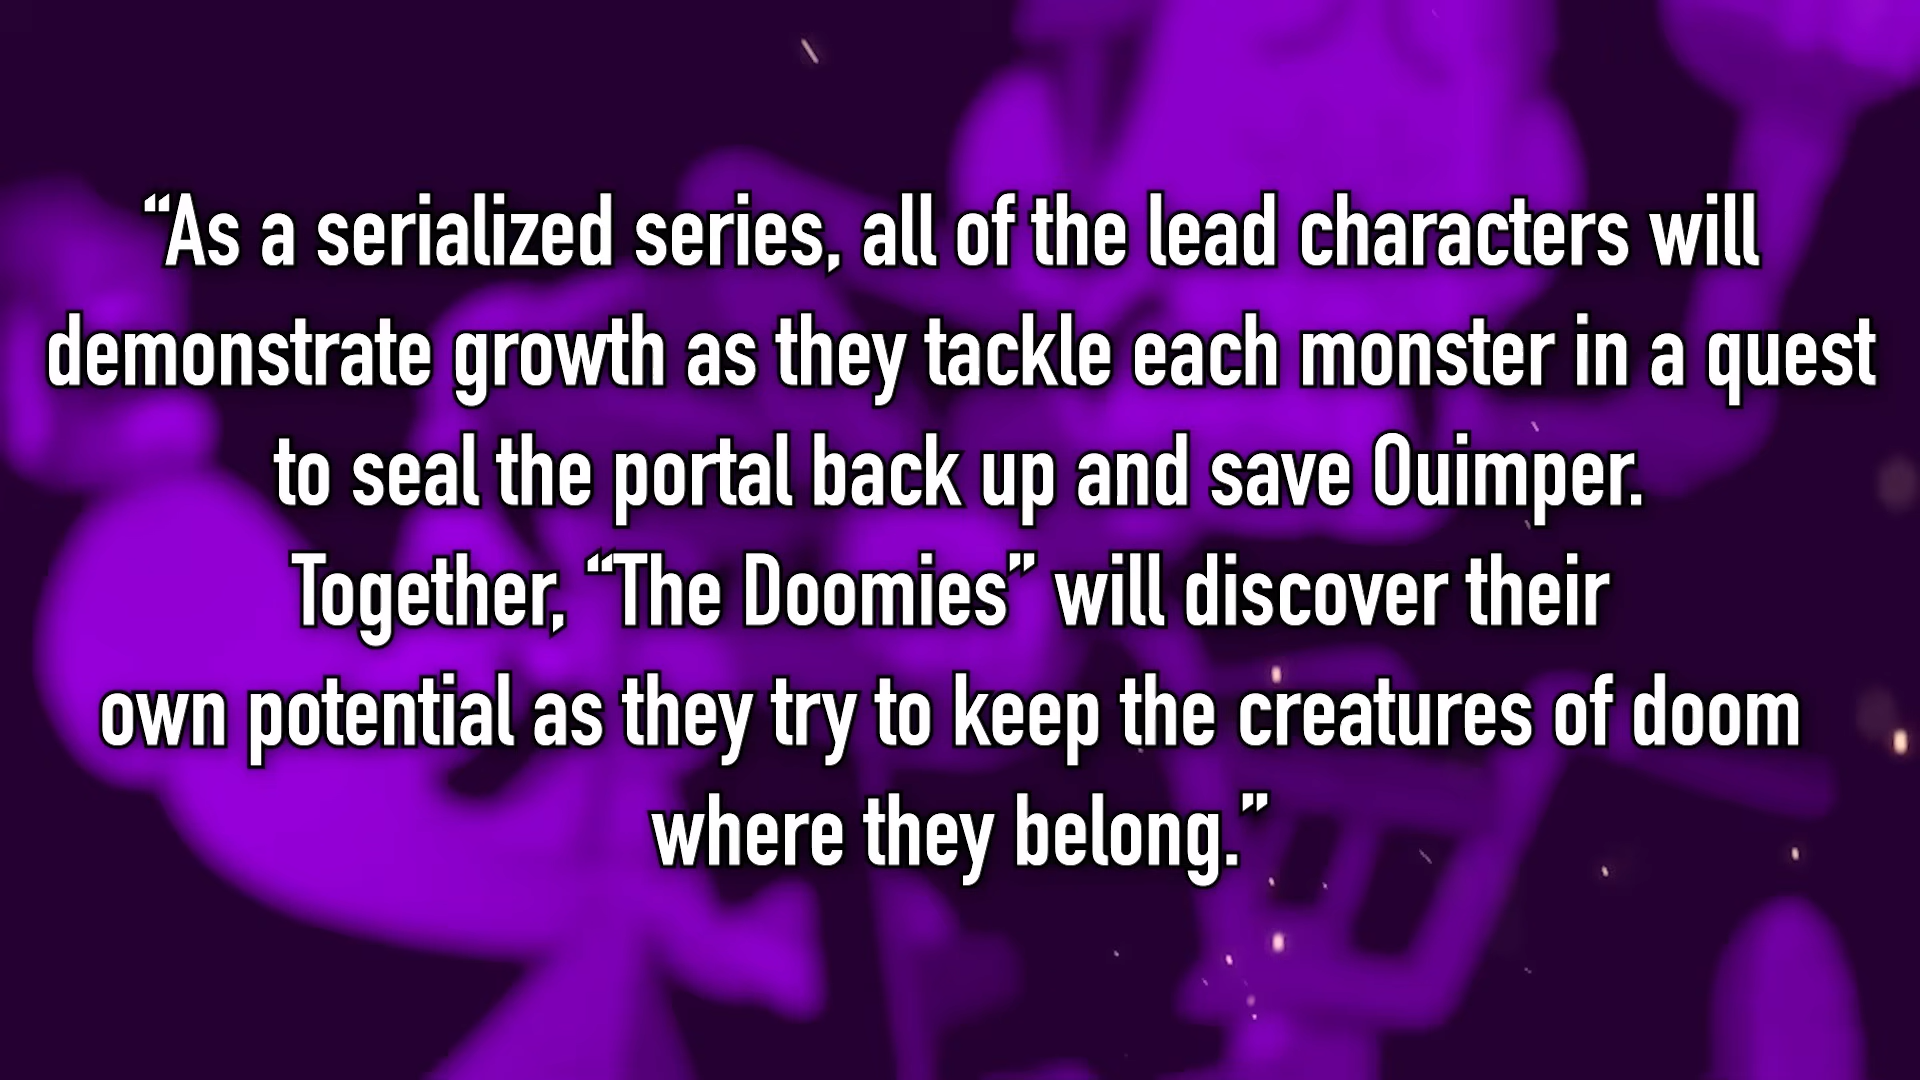 “As a serialized series, all of the lead characters will
demonstrate growth as they tackle each monster in a quest
to seal the portal back up and save Ouimper.
Together, “The Doomies” will discover their
own potential as they try to keep the creatures of doom
where they belong.”